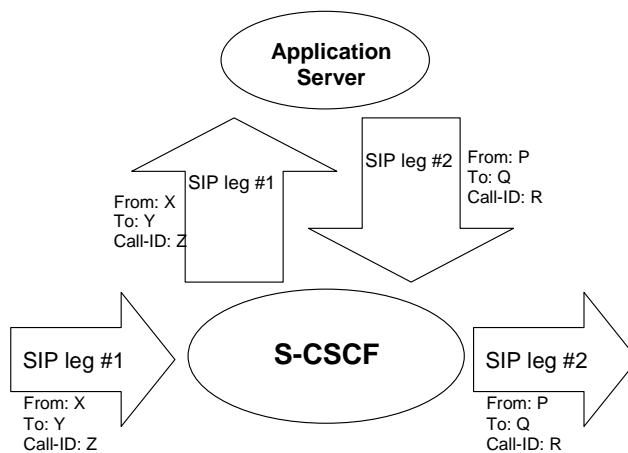 Application
Server
SIP leg #1
From: X
To: Y
Call-ID: Z
SIP leg #2
From: P
To: Q
Call-ID: R
SIP leg #1
From: X
To: Y
Call-ID: Z
S-CSCF
SIP leg #2
From: P
To: Q
Call-ID: R